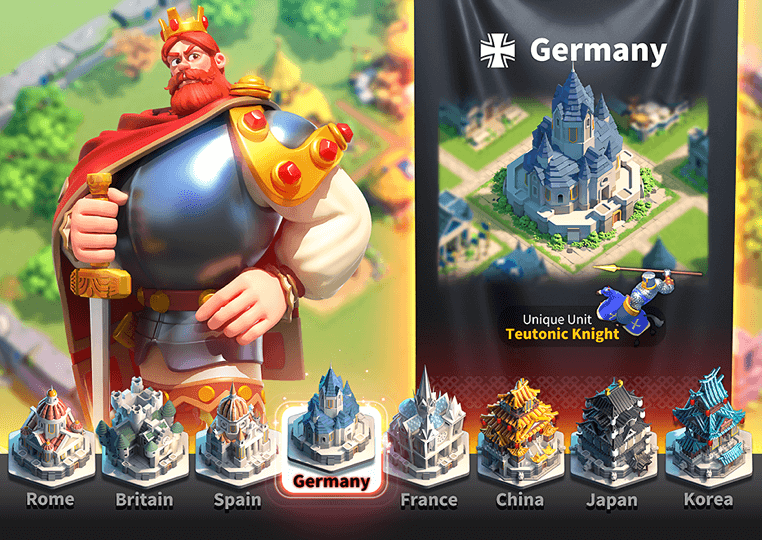 Germany
Unique Unit
Teutonic Knight
Rome
Britain
Spain
Germany
France
China
Japan
Korea